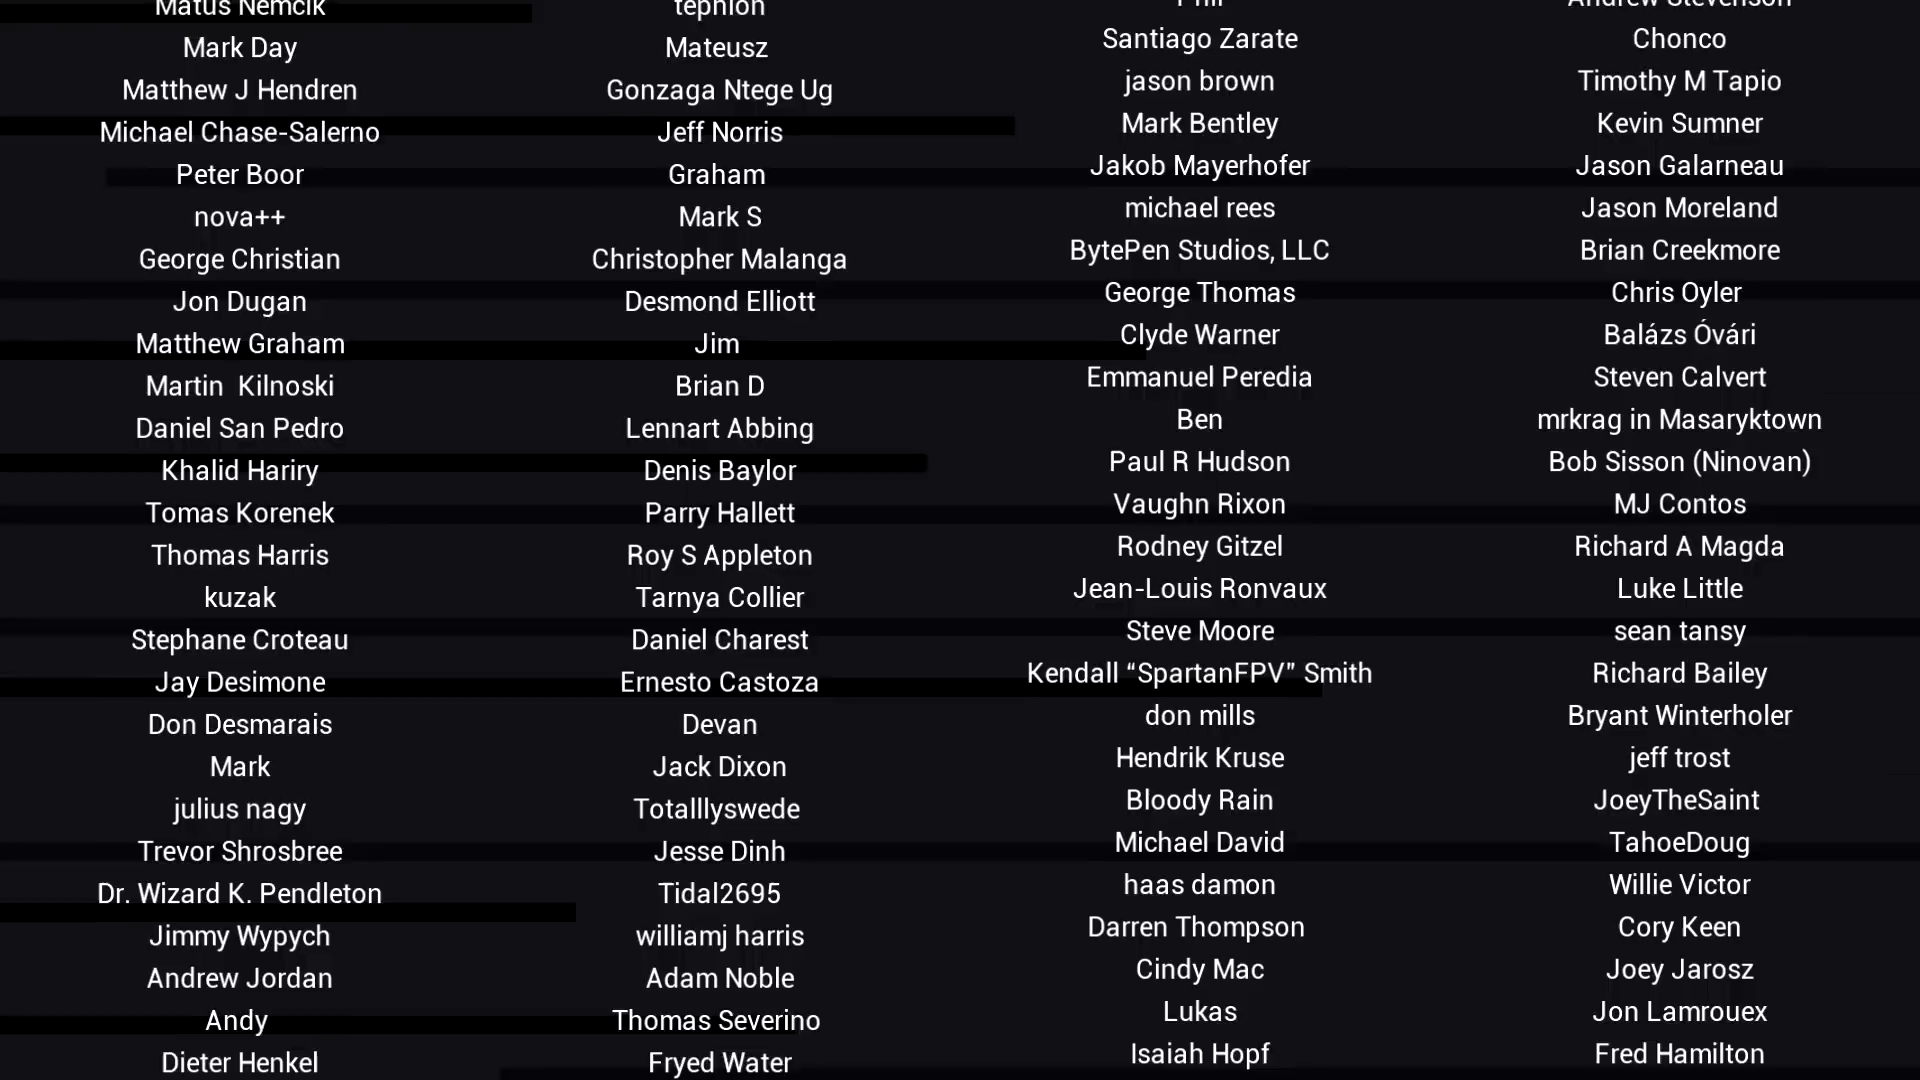 Matus Nemcik
Mark Day
Matthew J Hendren
Michael Chase-Salerno
Peter Boor
nova++
George Christian
Jon Dugan
Matthew Graham
Martin  Kilnoski
Daniel San Pedro
Khalid Hariry
Tomas Korenek
Thomas Harris
kuzak
Stephane Croteau
Jay Desimone
Don Desmarais
Mark
julius nagy
Trevor Shrosbree
Dr. Wizard K. Pendleton
Jimmy Wypych
Andrew Jordan
Andy
Dieter Henkel
tephlon
Mateusz
Gonzaga Ntege Ug
Jeff Norris
Graham
Mark S
Christopher Malanga
Desmond Elliott
Jim
Brian D
Lennart Abbing
Denis Baylor
Parry Hallett
Roy S Appleton
Tarnya Collier
Daniel Charest
Ernesto Castoza
Devan
Jack Dixon
Totalllyswede
Jesse Dinh
Tidal2695
williamj harris
Adam Noble
Thomas Severino
Fryed Water
Santiago Zarate
jason brown
Mark Bentley
Jakob Mayerhofer
michael rees
BytePen Studios, LLC
George Thomas
Clyde Warner
Emmanuel Peredia
Ben
Paul R Hudson
Vaughn Rixon
Rodney Gitzel
Jean-Louis Ronvaux
Steve Moore
Kendall “SpartanFPV” Smith
don mills
Hendrik Kruse
Bloody Rain
Michael David
haas damon
Darren Thompson
Cindy Mac
Lukas
Isaiah Hopf
Andrew Stevenson
Chonco
Timothy M Tapio
Kevin Sumner
Jason Galarneau
Jason Moreland
Brian Creekmore
Chris Oyler
Balázs Óvári
Steven Calvert
mrkrag in Masaryktown
Bob Sisson (Ninovan)
MJ Contos
Richard A Magda
Luke Little
sean tansy
Richard Bailey
Bryant Winterholer
jeff trost
JoeyTheSaint
TahoeDoug
Willie Victor
Cory Keen
Joey Jarosz
Jon Lamrouex
Fred Hamilton